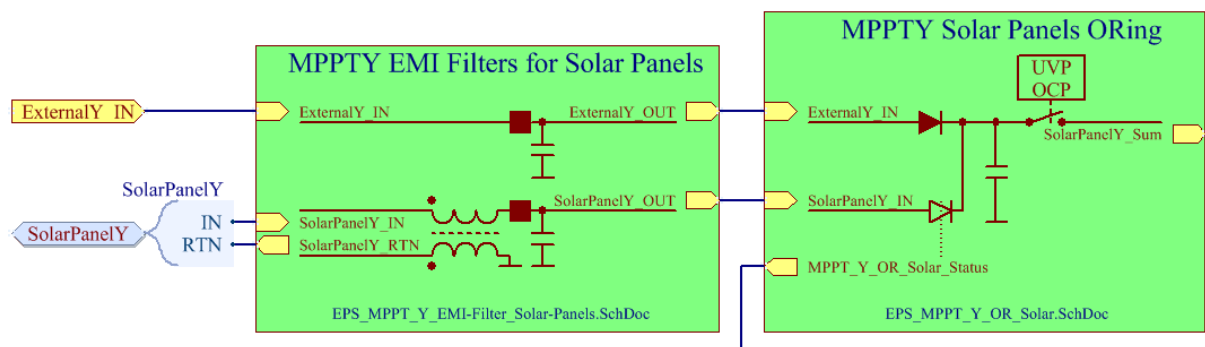 MPPTY EMI Filters for Solar Panels
ExternalY_IN
ExternalY_IN
ExternalY_OUT
SolarPanelY
SolarPanelY
IN
RTN
SolarPanelY_IN
SolarPanelY_RTN
SolarPanelY_OUT
EPS_MPPT_Y_EMI-Filter_Solar-Panels.SchDoc
MPPTY Solar Panels ORing
UVP
OCP
ExternalY_IN
SolarPanelY_Sum
SolarPanelY_IN
MPPT_Y_OR_Solar_Status
EPS_MPPT_Y_OR_Solar.SchDoc